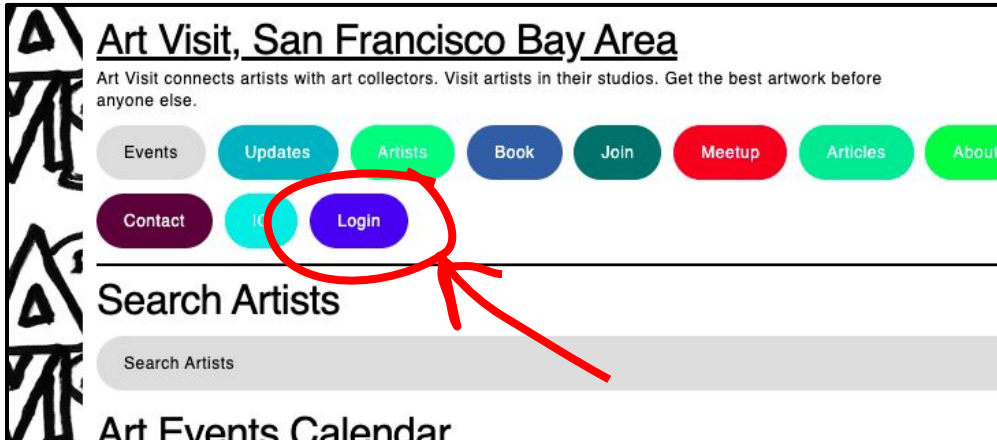 Art Visit, San Francisco Bay Area
Art Visit connects artists with art collectors. Visit artists in their studios. Get the best artwork before
anyone else.
Events Updates Artists Book Join Meetup Articles About
Contact Login
Search Artists
Search Artists
Art Events Calendar